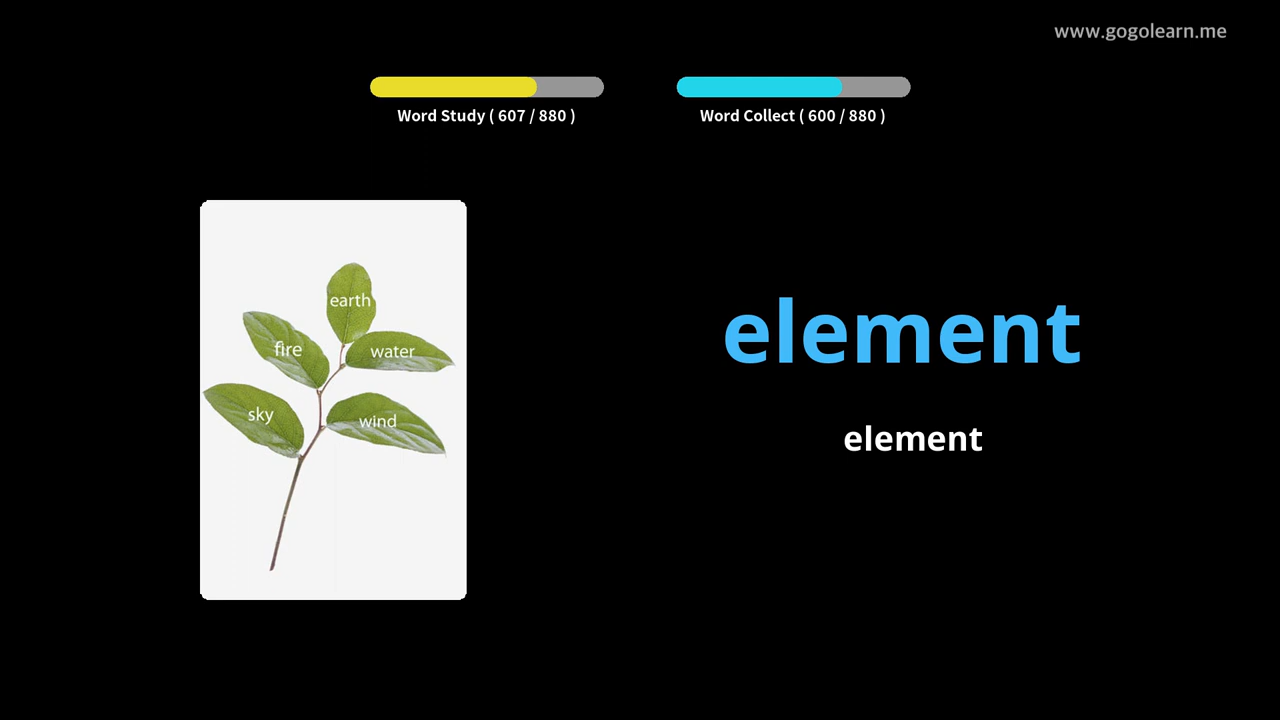 www.gogolearn.me
Word Study ( 607 / 880 )
Word Collect ( 600 / 880 )
earth
fire
water
sky
wind
element
element